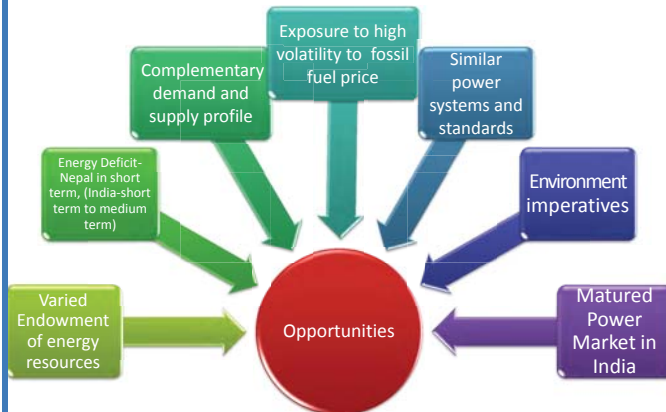 Varied
Endowment
of energy
resources
Energy Deficit-
Nepal in short
term, (India-short
term to medium
term)
Complementary
demand and
supply profile
Exposure to high
volatility to fossil
fuel price
Similar
power
systems and
standards
Environment
imperatives
Matured
Power
Market in
India
Opportunities